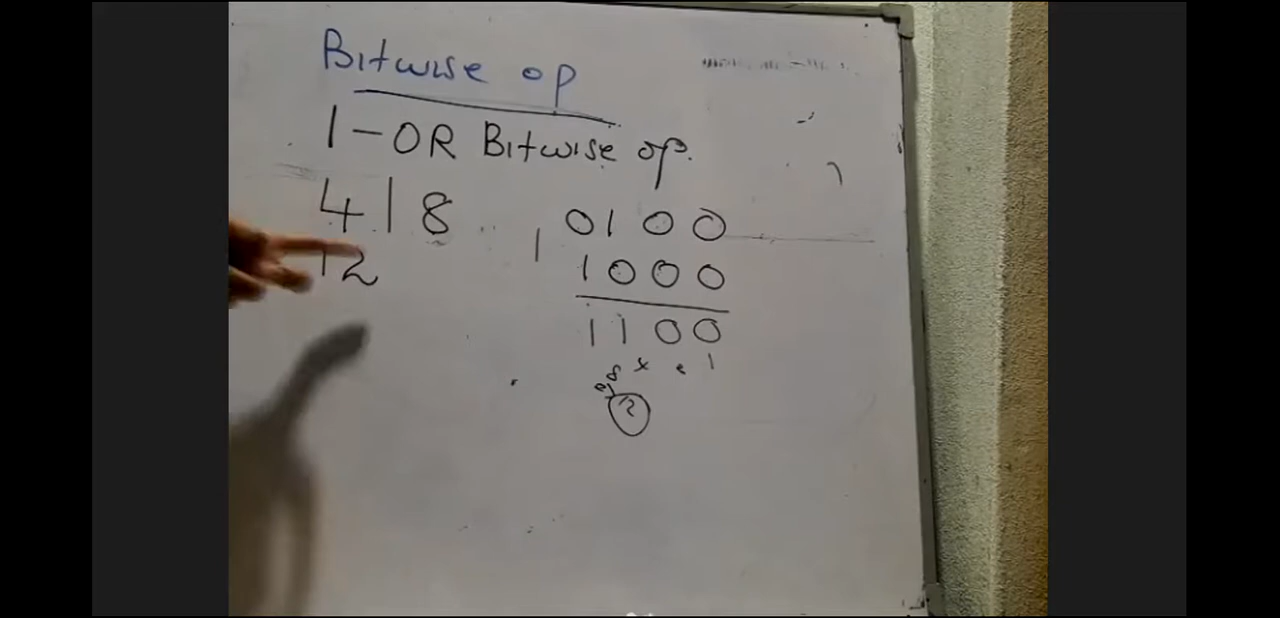 Bitwise op
1-OR Bitwise op.
4|8
12
| 0100
1000
1100